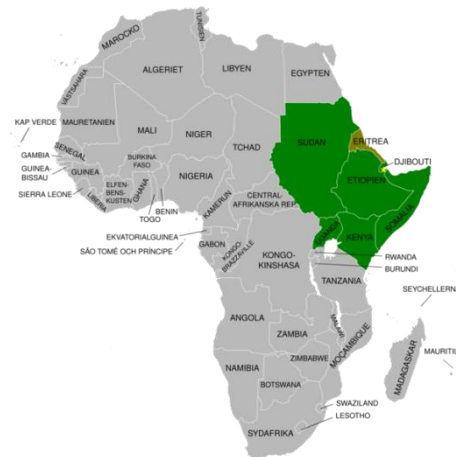 TUNISIEN
MAROCKO
ALGERIET
LIBYEN
EGYPTEN
VÄSTSAHARA
KAP VERDE
MAURETANIEN
MALI
NIGER
TCHAD
SUDAN
ERITREA
SENEGAL
GAMBIA
GUINEA-
BISSAU
GUINEA
BURKINA
FASO
DJIBOUTI
SIERRA LEONE
LIBERIA
ELFEN-
BENS-
KUSTEN
GHANA
TOGO
BENIN
NIGERIA
KAMERUN
CENTRAL-
AFRIKANSKA REP.
ETIOPIEN
SOMALIA
EKVATORIALGUINEA
SÃO TOMÉ OCH PRÍNCIPE
GABON
KONGO-
BRAZZAVILLE
KONGO-
KINSHASA
UGANDA
KENYA
RWANDA
BURUNDI
TANZANIA
SEYCHELLERN
ANGOLA
ZAMBIA
MALAWI
MOÇAMBIQUE
ZIMBABWE
MADAGASKAR
MAURITIU
NAMIBIA
BOTSWANA
SWAZILAND
LESOTHO
SYDAFRIKA